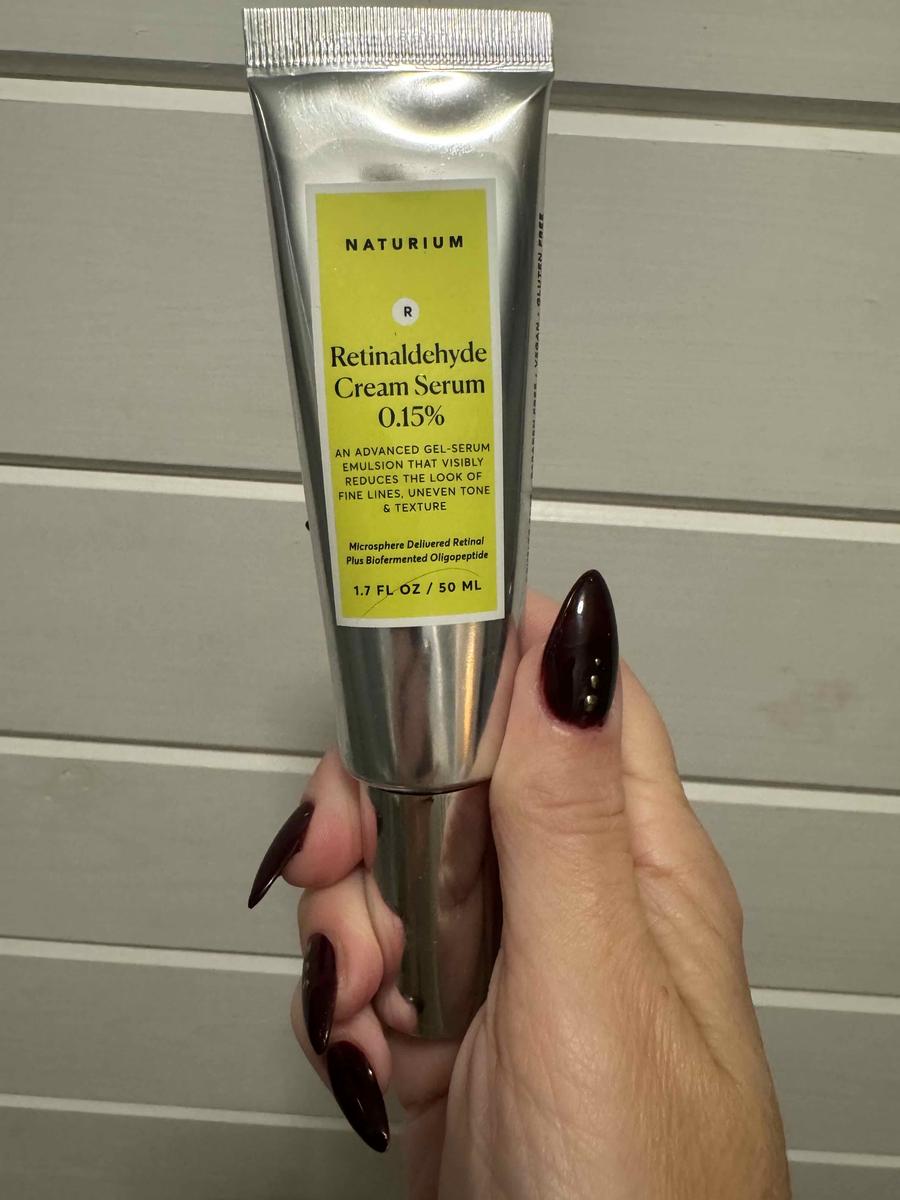 NATURIUM
R
Retinaldehyde
Cream Serum
0.15%
AN ADVANCED GEL-SERUM
EMULSION THAT VISIBLY
REDUCES THE LOOK OF
FINE LINES, UNEVEN TONE
& TEXTURE
Microsphere Delivered Retinal
Plus Biofermented Oligopeptide
1.7 FL OZ / 50 ML
FREE / VEGAN / GLUTEN FREE